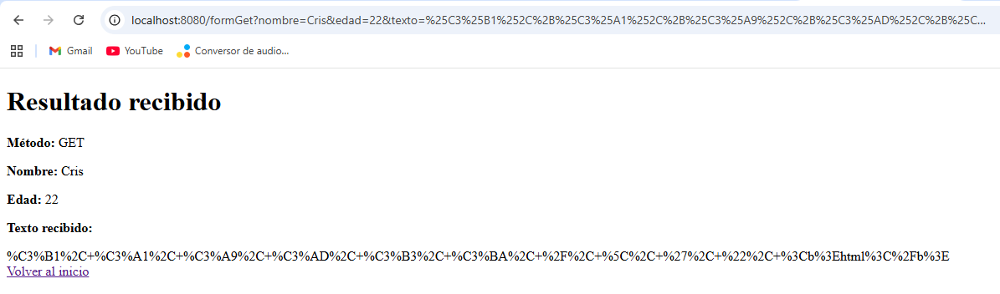 localhost:8080/formGet?nombre=Cris&edad=22&texto=%25C3%25B1%252C%2B%25C3%25A1%252C%2B%25C3%25A9%252C%2B%25C3%25AD%252C%2B%25C...
Gmail YouTube Conversor de audio...
Resultado recibido
Método: GET
Nombre: Cris
Edad: 22
Texto recibido:
%C3%B1%2C+%C3%A1%2C+%C3%A9%2C+%C3%AD%2C+%C3%B3%2C+%C3%BA%2C+%2F%2C+%5C%2C+%27%2C+%22%2C+%3Cb%3Ehtml%3C%2Fb%3E
Volver al inicio